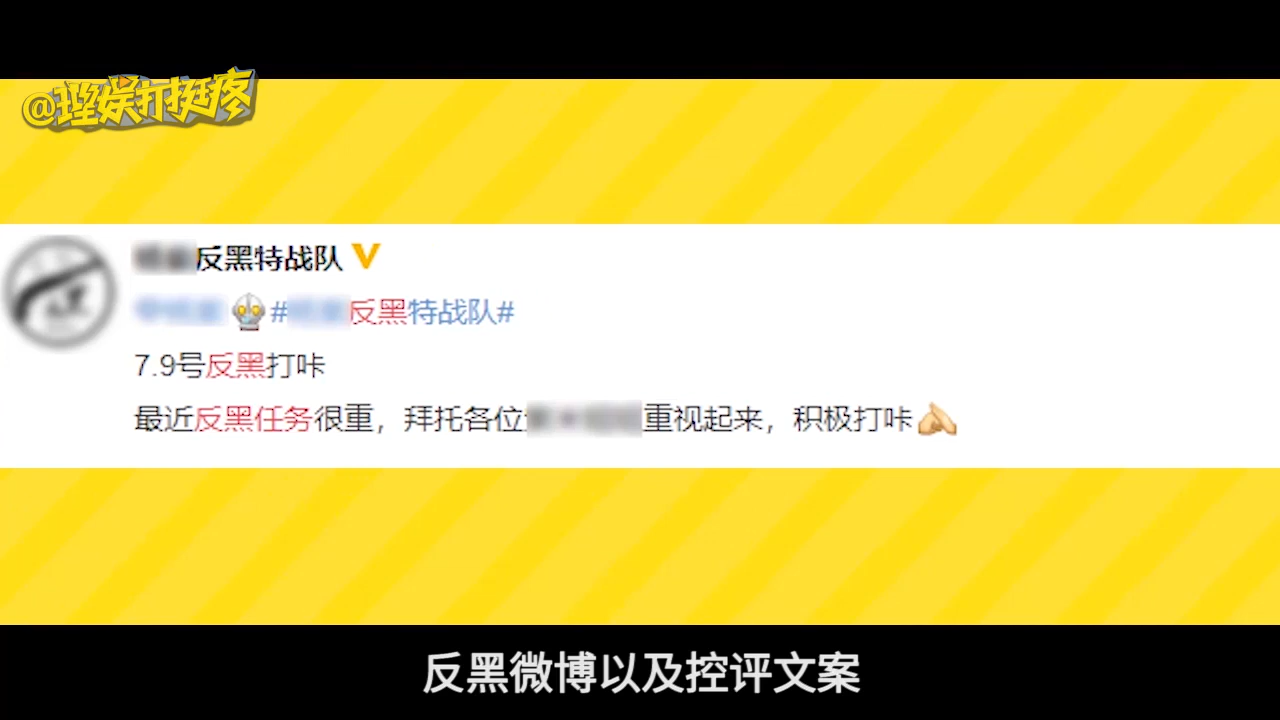 @理娱打挺疼
反黑特战队
#反黑特战队#
7.9号反黑打咔
最近反黑任务很重，拜托各位重视起来，积极打咔
反黑微博以及控评文案